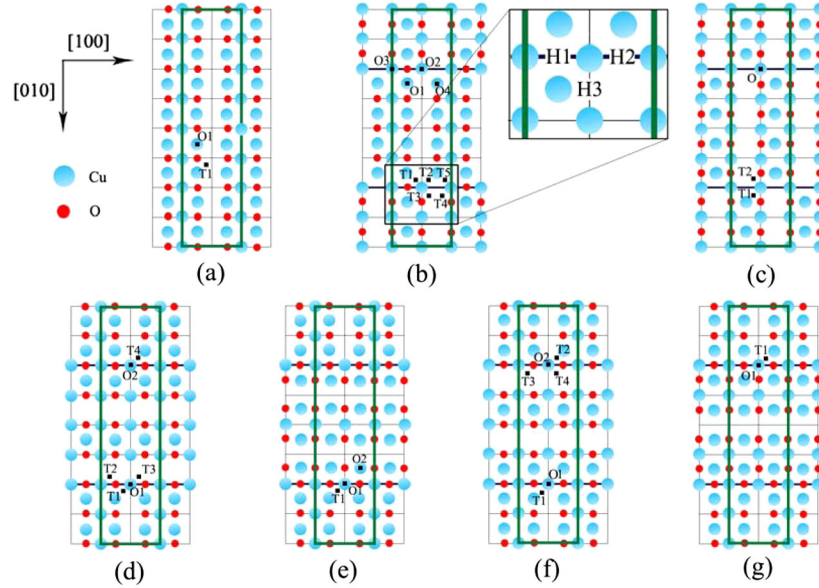 [100]
[010]
Cu
O
O1
T1
(a)
O3 O2
O1 O4
T1 T2 T5
T3 T4
H1 H2
H3
(b)
O
T2
T1
(c)
T4
O2
T2 T3
T1 O1
(d)
O2
T1 O1
(e)
O2 T2
T3 T4
O1
T1
(f)
T1
O1
(g)